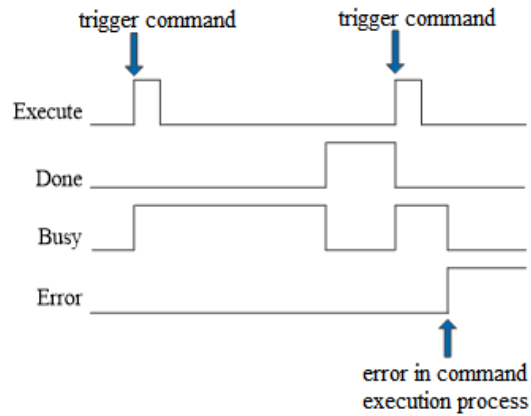 trigger command
trigger command
Execute
Done
Busy
Error
error in command
execution process